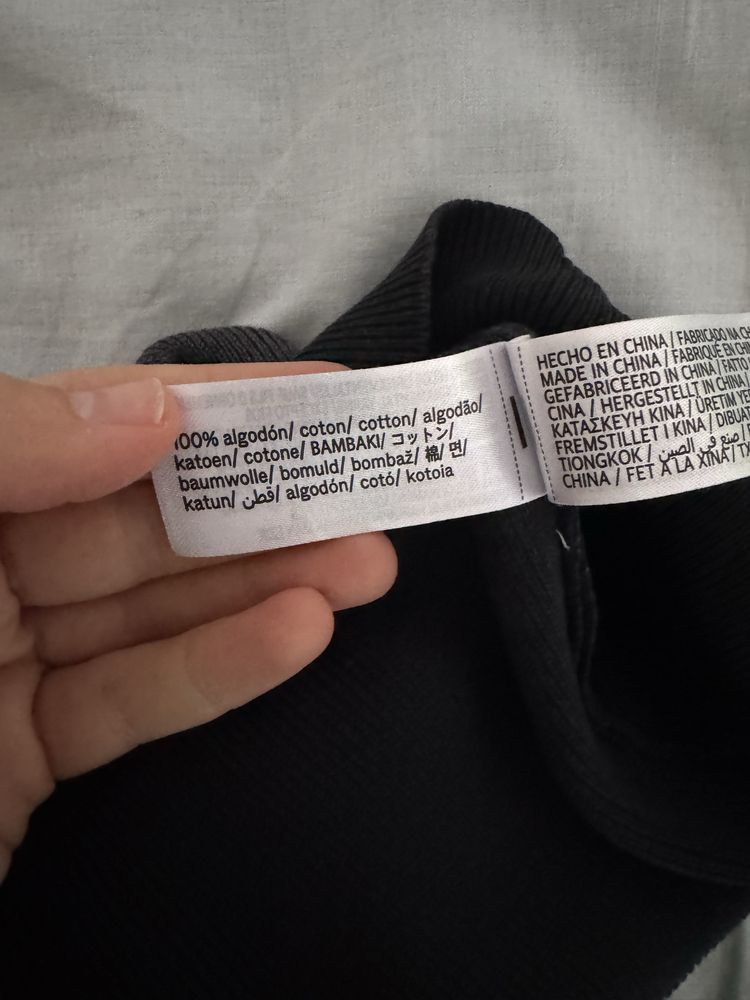 100% algodón/ coton/ cotton/ algodão/
katoen/ cotone/ BAMBAKI/ コットン/
baumwolle/ bomuld/ bombaž/ 棉/ 면/
katun/ قطن/ algodón/ cotó/ kotoia
HECHO EN CHINA / FABRICADO NA
MADE IN CHINA / FABRIQUÉ EN
GEFABRICEERD IN CHINA / FATTO
CINA / HERGESTELLT IN CHINA
ΚΑΤΑΣΚΕΥΗ ΚΙΝΑ / ÜRETIM
FREMSTILLET I KINA /
TIONGKOK / صنع في الصين /
CHINA / FET A LA XINA /